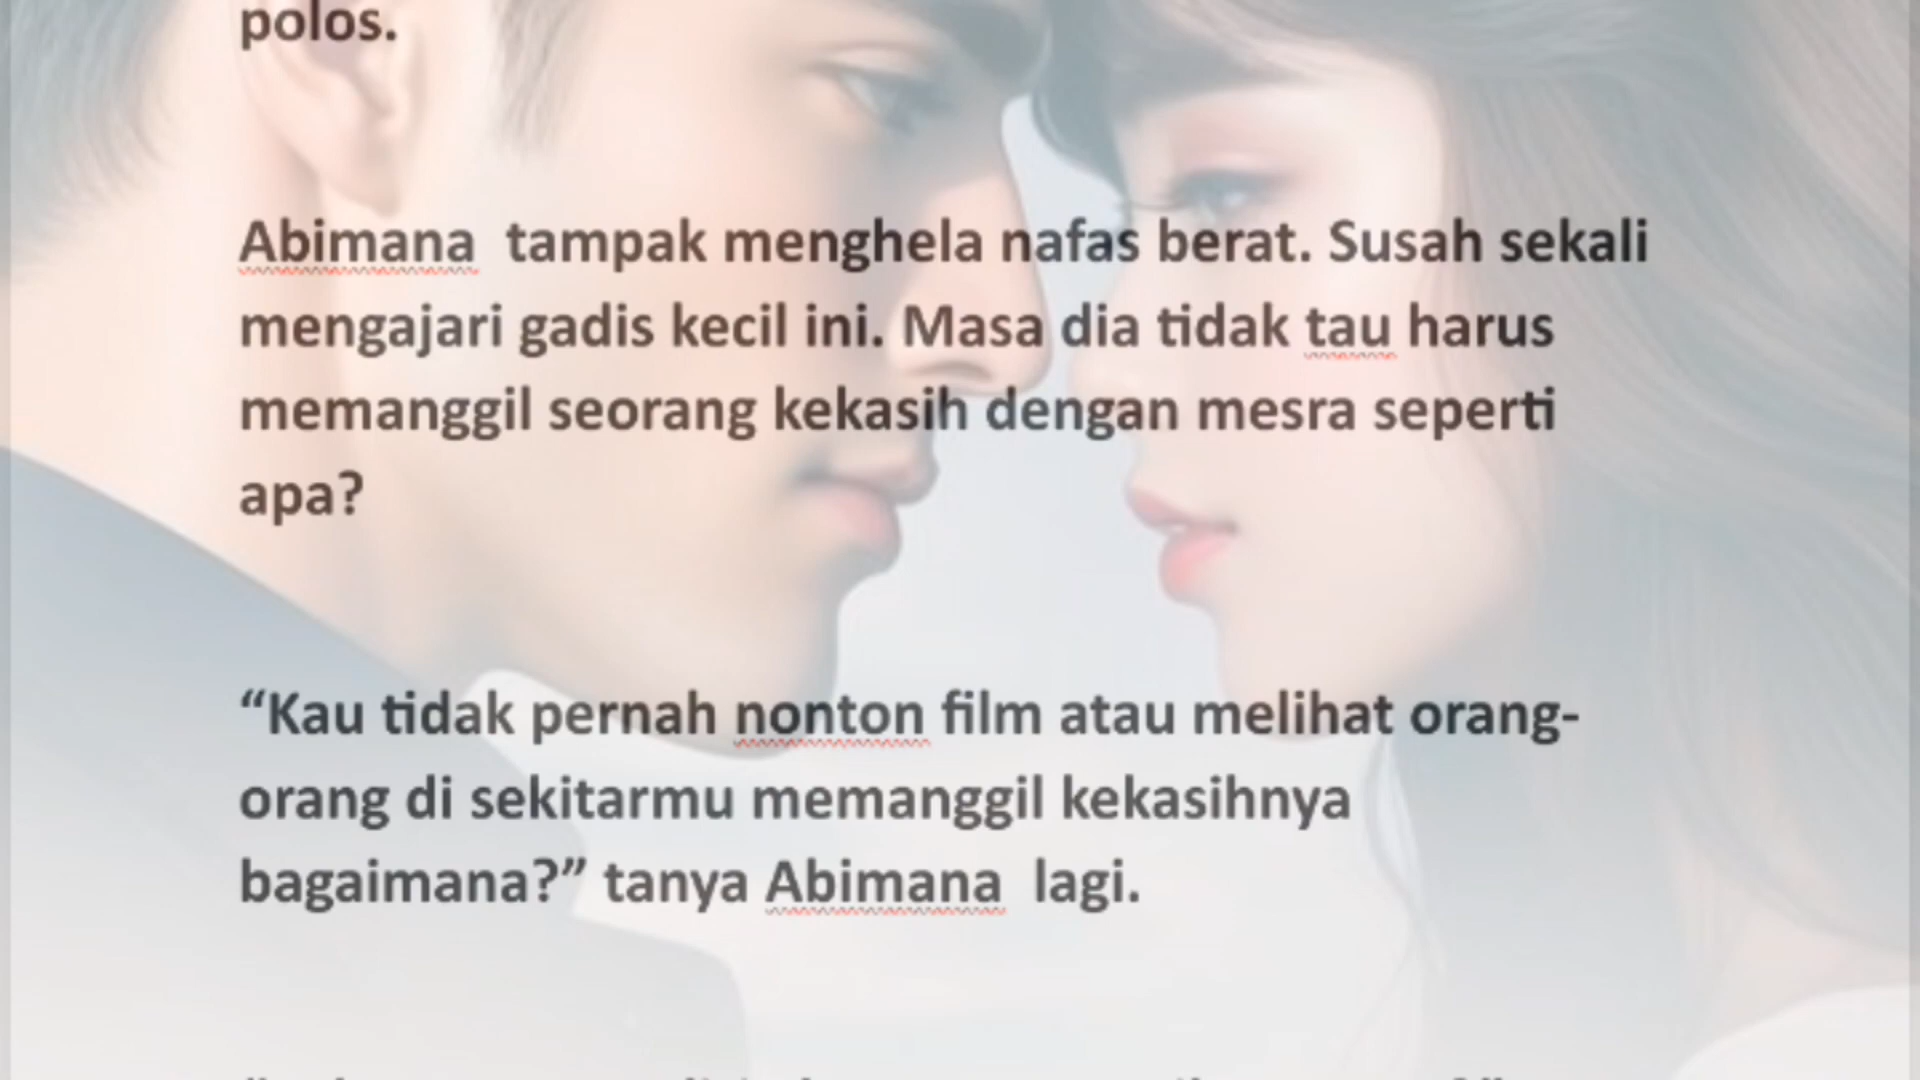 polos.
Abimana  tampak menghela nafas berat. Susah sekali
mengajari gadis kecil ini. Masa dia tidak tau harus
memanggil seorang kekasih dengan mesra seperti
apa?
“Kau tidak pernah nonton film atau melihat orang-
orang di sekitarmu memanggil kekasihnya
bagaimana?” tanya Abimana  lagi.